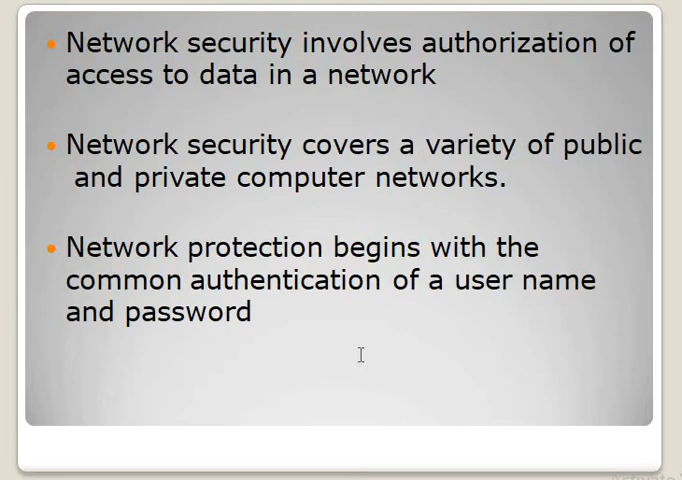 Network security involves authorization of
access to data in a network
Network security covers a variety of public
and private computer networks.
Network protection begins with the
common authentication of a user name
and password